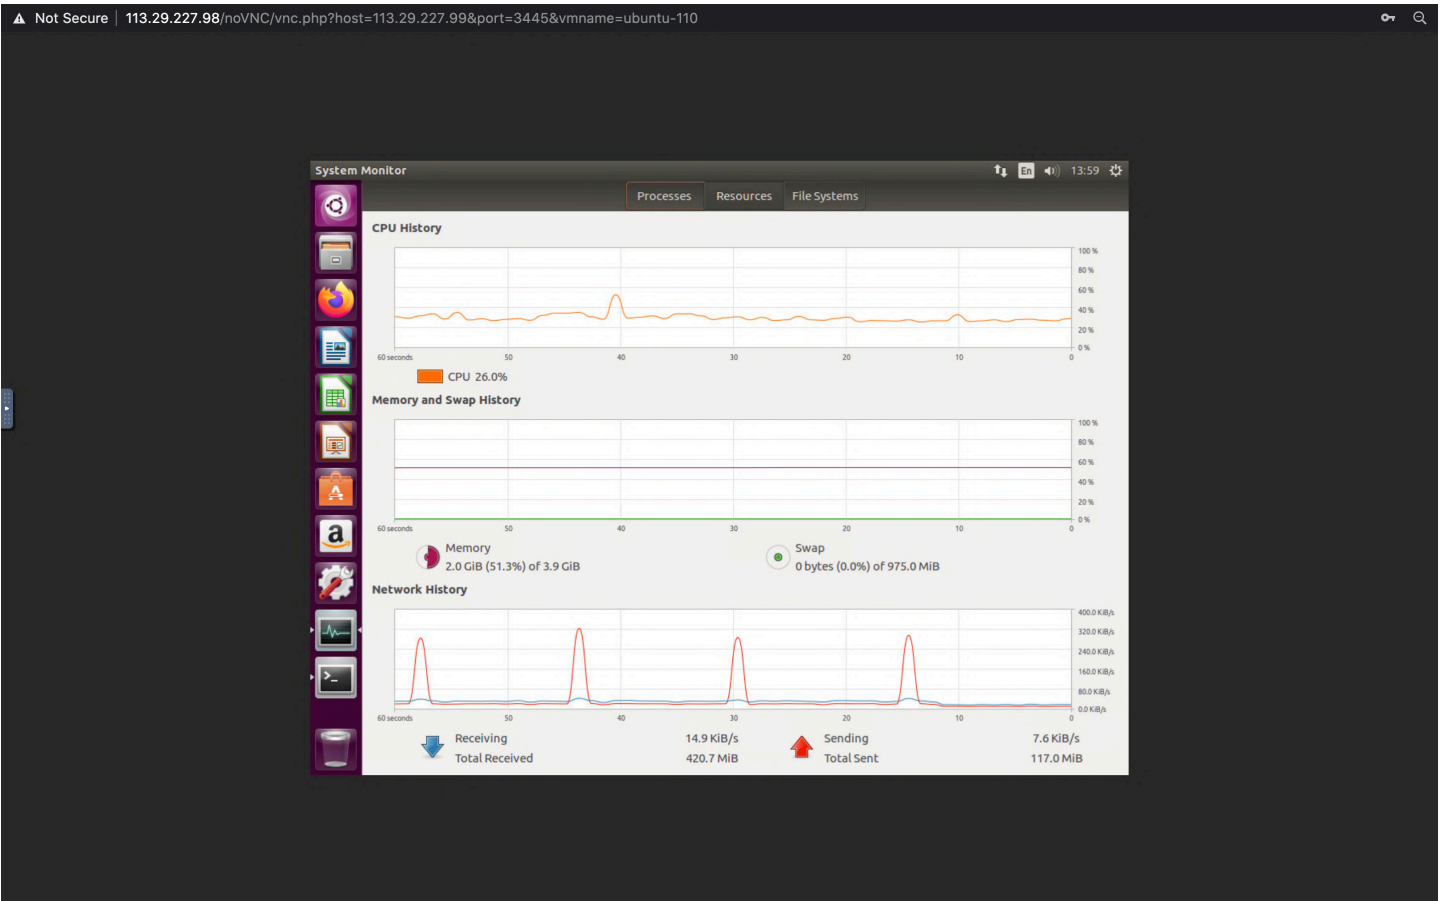 Not Secure 113.29.227.98/noVNC/vnc.php?host=113.29.227.99&port=3445&vmname=ubuntu-110
System Monitor En 13:59
Processes Resources File Systems
CPU History
100 %
80 %
60 %
40 %
20 %
0 %
60 seconds 50 40 30 20 10 0
CPU 26.0%
Memory and Swap History
100 %
80 %
60 %
40 %
20 %
0 %
60 seconds 50 40 30 20 10 0
Memory
2.0 GiB (51.3%) of 3.9 GiB
Swap
0 bytes (0.0%) of 975.0 MiB
Network History
400.0 KiB/s
320.0 KiB/s
240.0 KiB/s
160.0 KiB/s
80.0 KiB/s
0.0 KiB/s
60 seconds 50 40 30 20 10 0
Receiving 14.9 KiB/s
Total Received 420.7 MiB
Sending 7.6 KiB/s
Total Sent 117.0 MiB